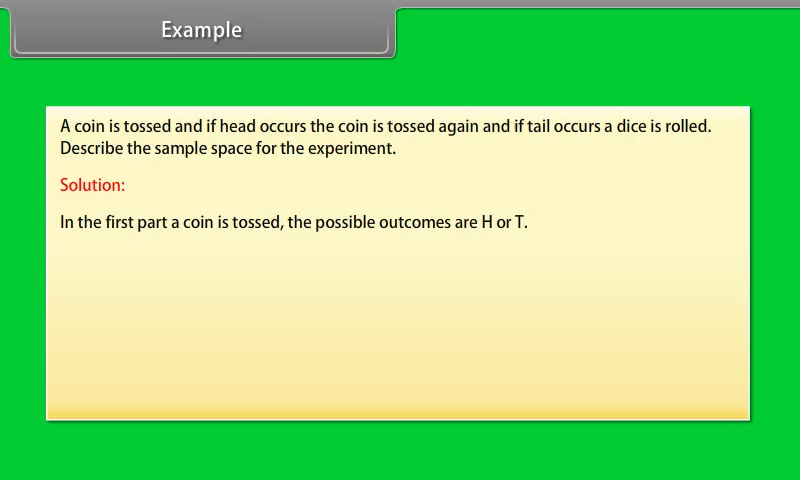 Example
A coin is tossed and if head occurs the coin is tossed again and if tail occurs a dice is rolled.
Describe the sample space for the experiment.
Solution:
In the first part a coin is tossed, the possible outcomes are H or T.